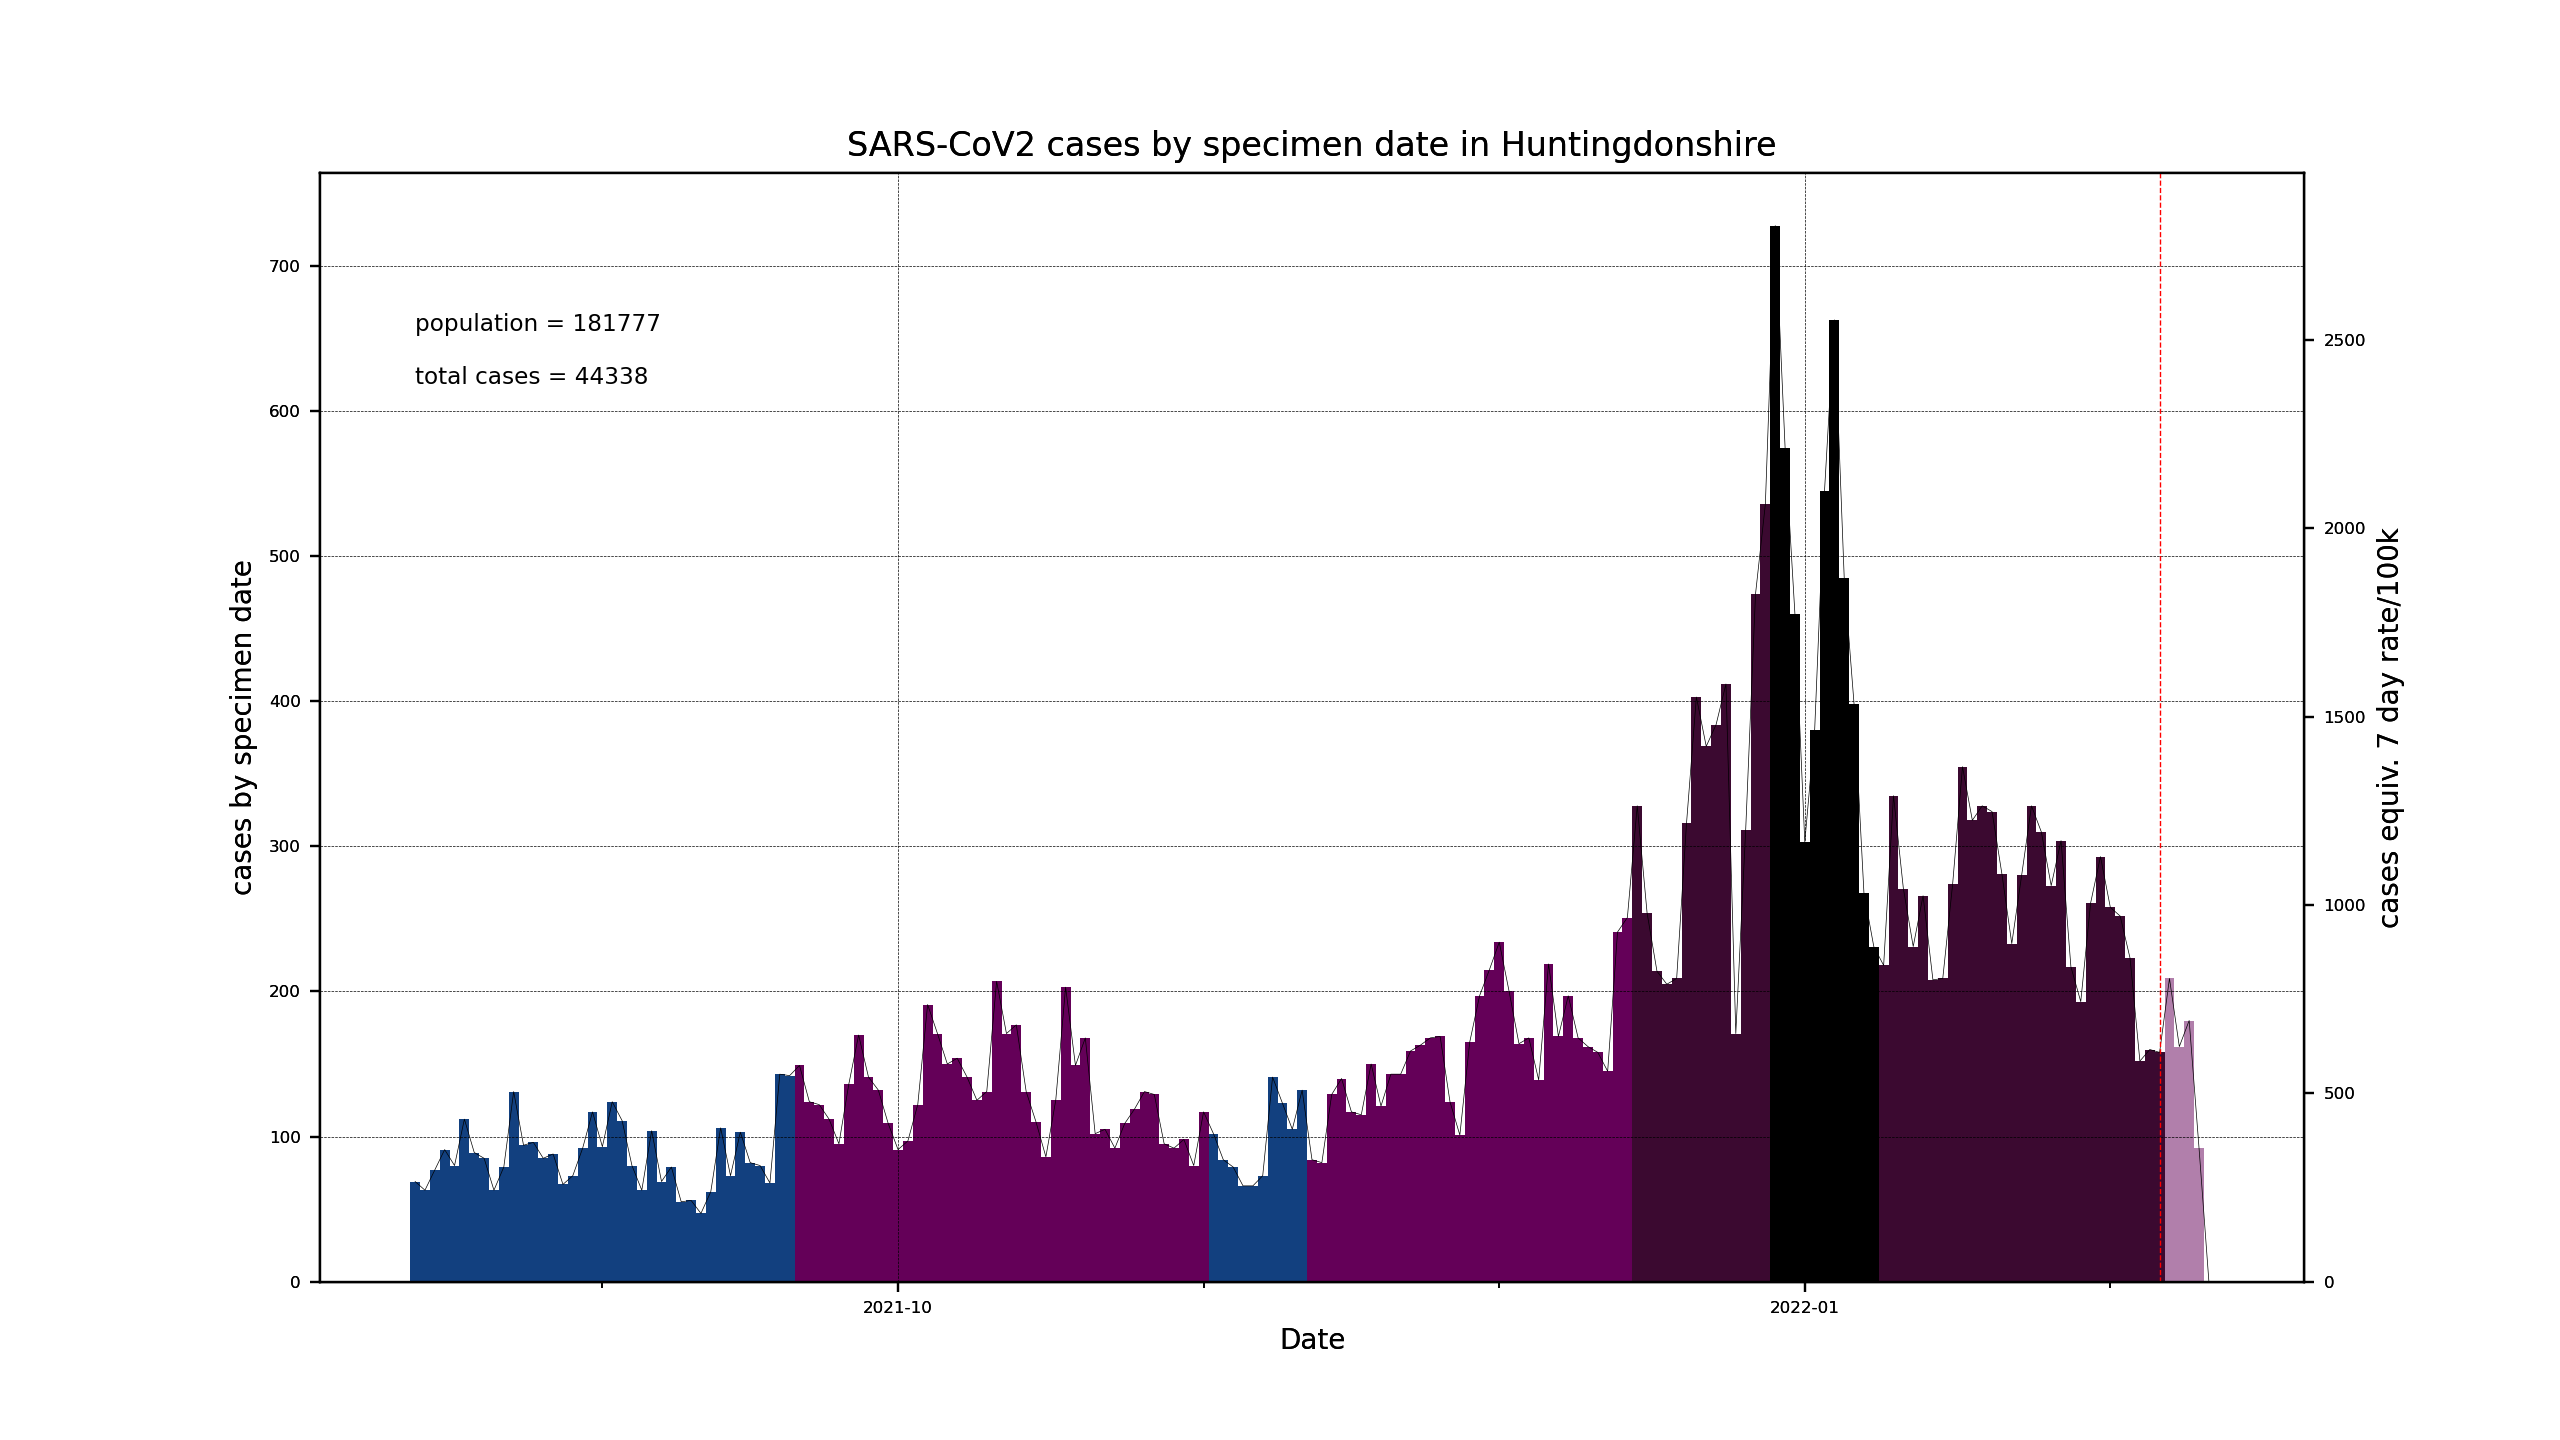 SARS-CoV2 cases by specimen date in Huntingdonshire
population = 181777
total cases = 44338
cases by specimen date
700
600
500
400
300
200
100
0
2500
2000
1500
1000
500
0
cases equiv. 7 day rate/100k
2021-10
2022-01
Date